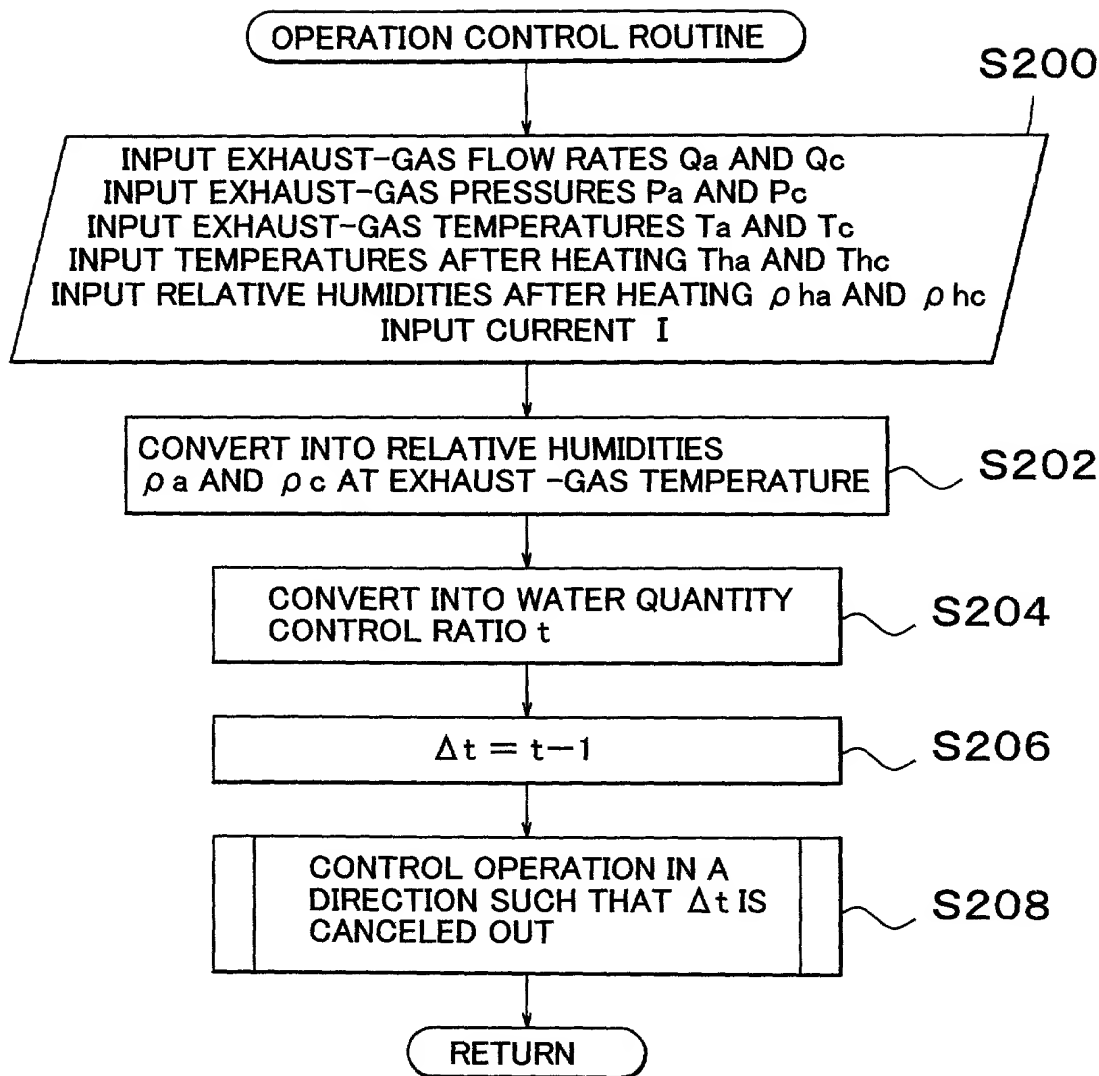 OPERATION CONTROL ROUTINE
S200
INPUT EXHAUST-GAS FLOW RATES Qa AND Qc
INPUT EXHAUST-GAS PRESSURES Pa AND Pc
INPUT EXHAUST-GAS TEMPERATURES Ta AND Tc
INPUT TEMPERATURES AFTER HEATING Tha AND Thc
INPUT RELATIVE HUMIDITIES AFTER HEATING ρha AND ρhc
INPUT CURRENT I
CONVERT INTO RELATIVE HUMIDITIES
ρa AND ρc AT EXHAUST -GAS TEMPERATURE
S202
CONVERT INTO WATER QUANTITY
CONTROL RATIO t
S204
Δt = t-1
S206
CONTROL OPERATION IN A
DIRECTION SUCH THAT Δt IS
CANCELED OUT
S208
RETURN